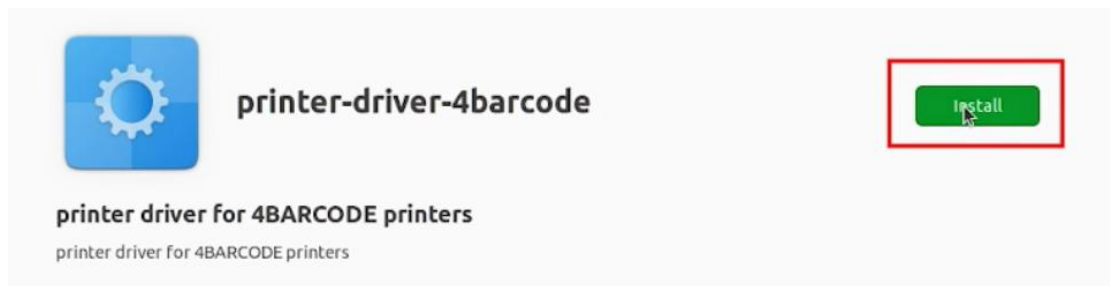 printer-driver-4barcode
Install
printer driver for 4BARCODE printers
printer driver for 4BARCODE printers